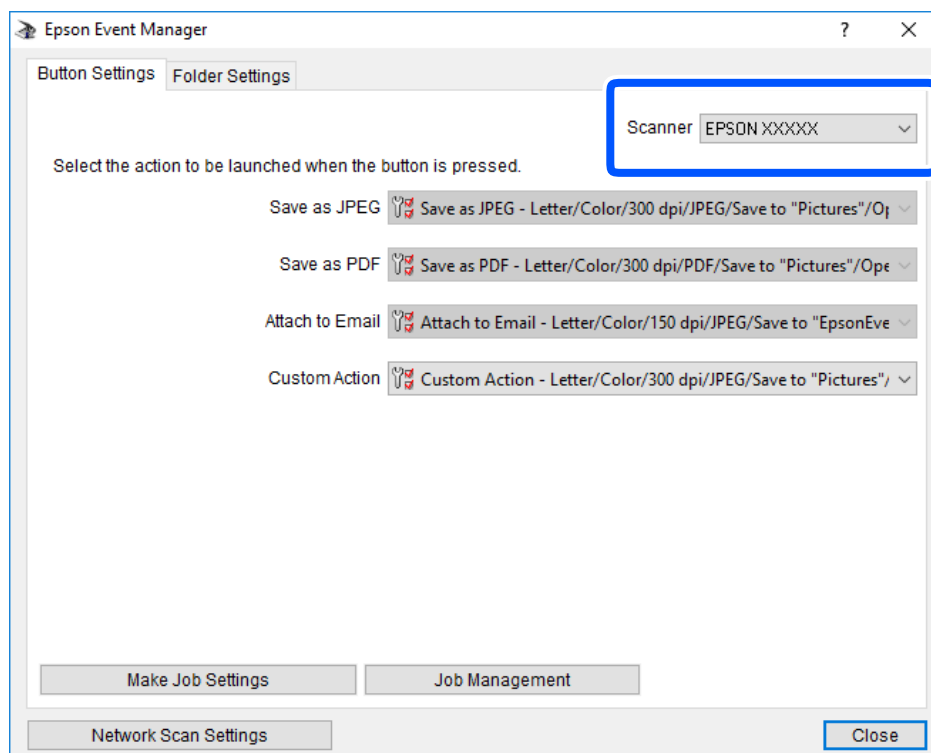 Epson Event Manager
Button Settings Folder Settings
Scanner EPSON XXXXX
Select the action to be launched when the button is pressed.
Save as JPEG Save as JPEG - Letter/Color/300 dpi/JPEG/Save to "Pictures"/Op
Save as PDF Save as PDF - Letter/Color/300 dpi/PDF/Save to "Pictures"/Ope
Attach to Email Attach to Email - Letter/Color/150 dpi/JPEG/Save to "EpsonEve
Custom Action Custom Action - Letter/Color/300 dpi/JPEG/Save to "Pictures"/
Make Job Settings Job Management
Network Scan Settings Close